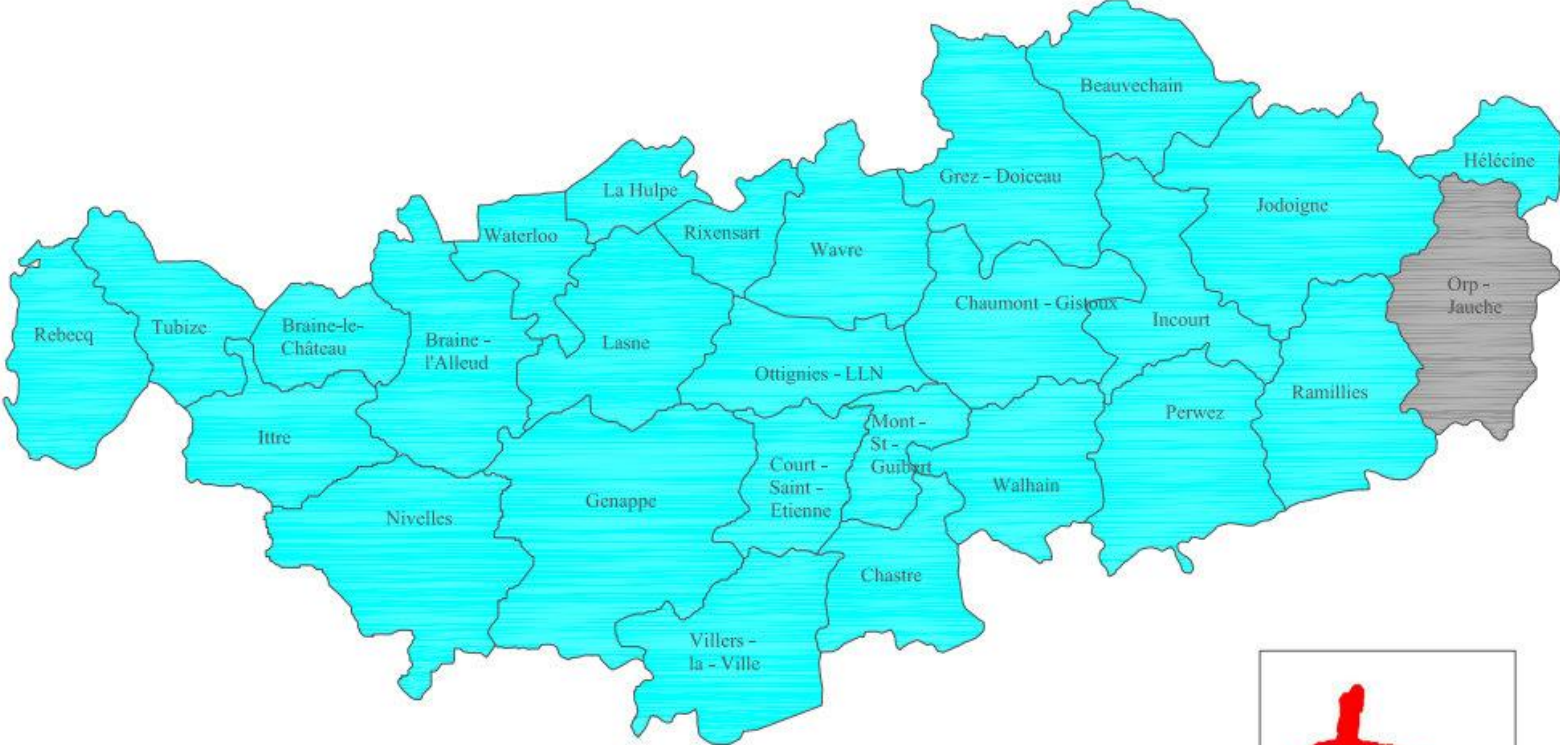 Beauvechain
Hélécine
Grez - Doiceau
La Hulpe
Jodoigne
Waterloo
Rixensart
Wavre
Orp -
Jauche
Chaumont - Gistoux
Incourt
Rebecq
Tubize
Braine-le-
Château
Braine -
l'Alleud
Lasne
Ottignies - LLN
Ramillies
Perwez
Ittre
Mont -
St -
Guibert
Court -
Saint -
Etienne
Walhain
Genappe
Nivelles
Chastre
Villers -
la - Ville